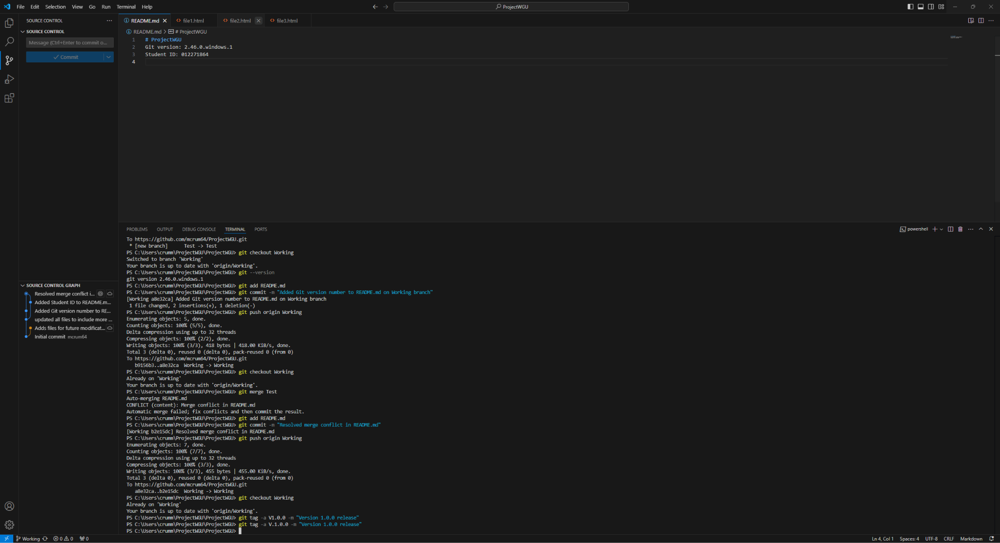 File Edit Selection View Go Run Terminal Help
ProjectWGU
SOURCE CONTROL
README.md
file1.html
file2.html
file3.html
SOURCE CONTROL
README.md > # ProjectWGU
Message (Ctrl+Enter to commit o...
Commit
1 # ProjectWGU
2 Git version: 2.46.0.windows.1
3 Student ID: 012271864
4
SOURCE CONTROL GRAPH
Resolved merge conflict i...
Added Student ID to README.m...
Added Git version number to RE...
updated all files to include more ...
Adds files for future modificat...
Initial commit mcrum64
PROBLEMS OUTPUT DEBUG CONSOLE TERMINAL PORTS
powershell
To https://github.com/mcrum64/ProjectWGU.git
* [new branch] Test -> Test
PS C:\Users\crumm\ProjectWGU\ProjectWGU> git checkout Working
Switched to branch 'Working'
Your branch is up to date with 'origin/Working'.
PS C:\Users\crumm\ProjectWGU\ProjectWGU> git --version
git version 2.46.0.windows.1
PS C:\Users\crumm\ProjectWGU\ProjectWGU> git add README.md
PS C:\Users\crumm\ProjectWGU\ProjectWGU> git commit -m "Added Git version number to README.md on Working branch"
[Working a8e32ca] Added Git version number to README.md on Working branch
1 file changed, 2 insertions(+), 1 deletion(-)
PS C:\Users\crumm\ProjectWGU\ProjectWGU> git push origin Working
Enumerating objects: 5, done.
Counting objects: 100% (5/5), done.
Delta compression using up to 32 threads
Compressing objects: 100% (2/2), done.
Writing objects: 100% (3/3), 418 bytes | 418.00 KiB/s, done.
Total 3 (delta 0), reused 0 (delta 0), pack-reused 0 (from 0)
To https://github.com/mcrum64/ProjectWGU.git
b9156b3..a8e32ca Working -> Working
PS C:\Users\crumm\ProjectWGU\ProjectWGU> git checkout Working
Already on 'Working'
Your branch is up to date with 'origin/Working'.
PS C:\Users\crumm\ProjectWGU\ProjectWGU> git merge Test
Auto-merging README.md
CONFLICT (content): Merge conflict in README.md
Automatic merge failed; fix conflicts and then commit the result.
PS C:\Users\crumm\ProjectWGU\ProjectWGU> git add README.md
PS C:\Users\crumm\ProjectWGU\ProjectWGU> git commit -m "Resolved merge conflict in README.md"
[Working b2e15dc] Resolved merge conflict in README.md
PS C:\Users\crumm\ProjectWGU\ProjectWGU> git push origin Working
Enumerating objects: 7, done.
Counting objects: 100% (7/7), done.
Delta compression using up to 32 threads
Compressing objects: 100% (3/3), done.
Writing objects: 100% (3/3), 455 bytes | 455.00 KiB/s, done.
Total 3 (delta 0), reused 0 (delta 0), pack-reused 0 (from 0)
To https://github.com/mcrum64/ProjectWGU.git
a8e32ca..b2e15dc Working -> Working
PS C:\Users\crumm\ProjectWGU\ProjectWGU> git checkout Working
Already on 'Working'
Your branch is up to date with 'origin/Working'.
PS C:\Users\crumm\ProjectWGU\ProjectWGU> git tag -a V1.0.0 -m "Version 1.0.0 release"
PS C:\Users\crumm\ProjectWGU\ProjectWGU> git tag -a V.1.0.0 -m "Version 1.0.0 release"
PS C:\Users\crumm\ProjectWGU\ProjectWGU>
Working 0 0 0
Ln 4, Col 1 Spaces: 4 UTF-8 CRLF Markdown